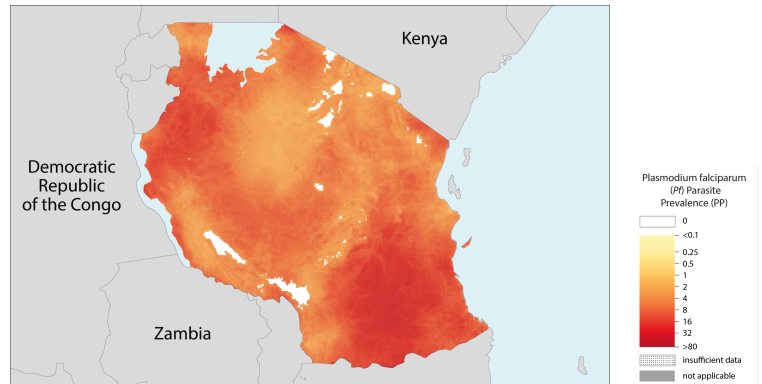 Kenya
Democratic
Republic
of the Congo
Zambia
Plasmodium falciparum
(Pf) Parasite
Prevalence (PP)
0
<0.1
0.25
0.5
1
2
4
8
16
32
>80
insufficient data
not applicable